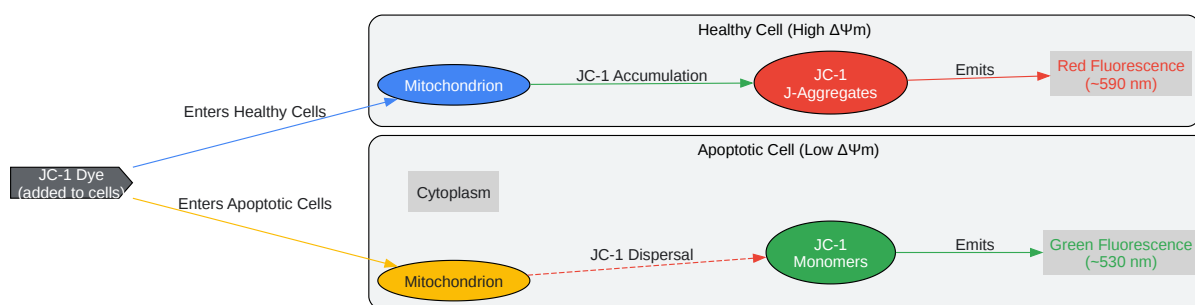 Healthy Cell (High ΔΨm)
Mitochondrion
JC-1 Accumulation
JC-1
J-Aggregates
Emits
Red Fluorescence
(~590 nm)
Enters Healthy Cells
JC-1 Dye
(added to cells)
Enters Apoptotic Cells
Apoptotic Cell (Low ΔΨm)
Cytoplasm
Mitochondrion
JC-1 Dispersal
JC-1
Monomers
Emits
Green Fluorescence
(~530 nm)